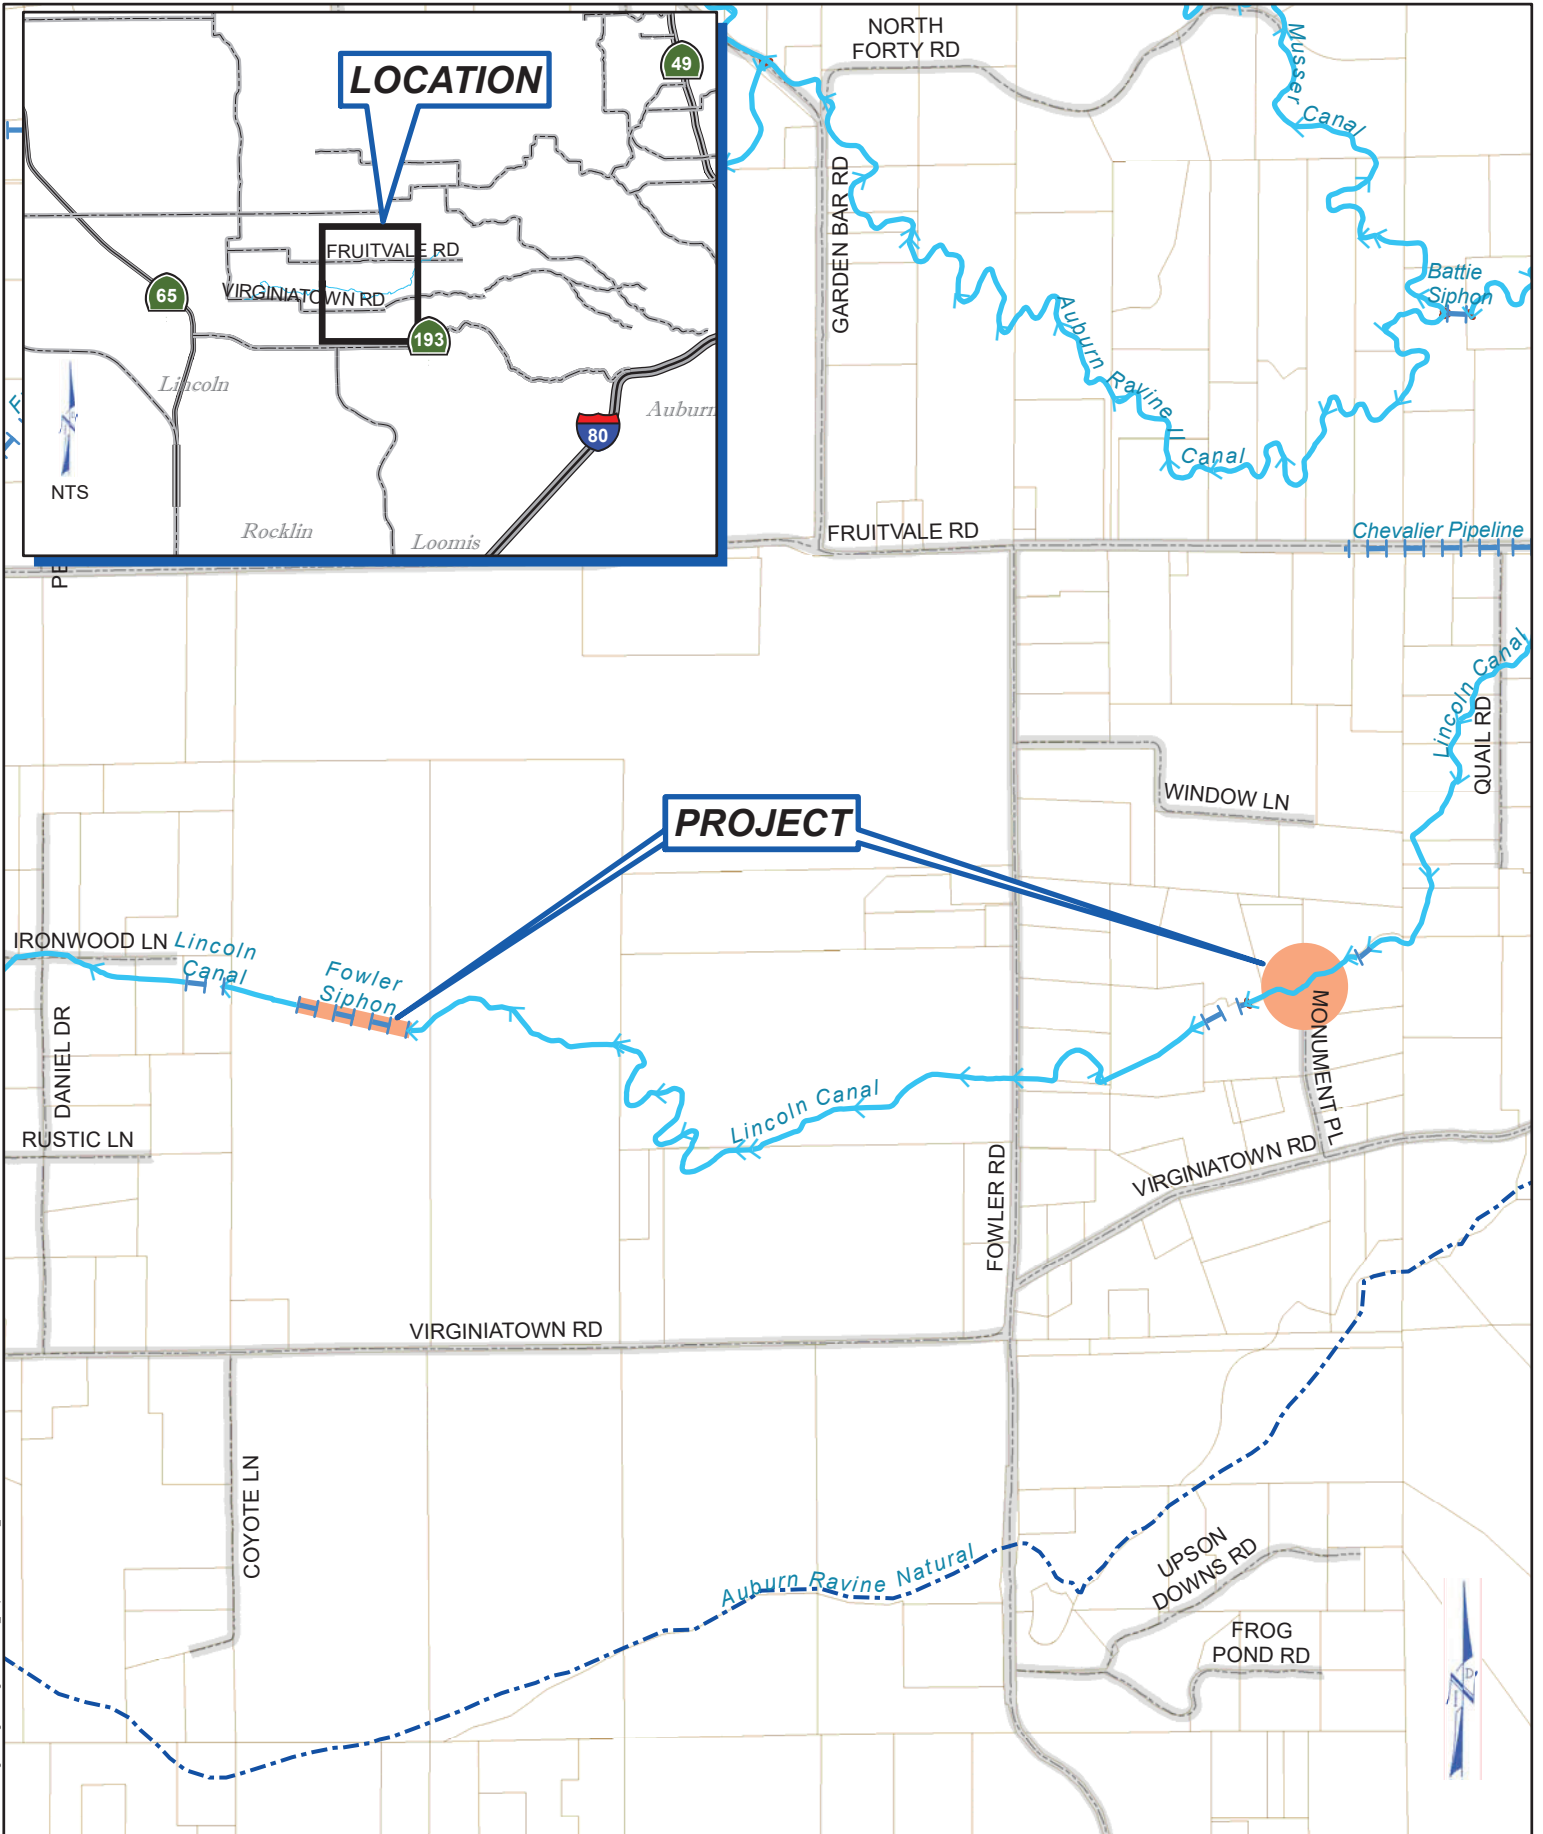 LOCATION
49
FRUITVALE RD
VIRGINIATOWN RD
65
193
Lincoln
Auburn
80
NTS
Rocklin
Loomis
NORTH
FORTY RD
Musser
Canal
GARDEN BAR RD
Battie
Siphon
Auburn Ravine II
Canal
FRUITVALE RD
Chevalier Pipeline
Lincoln Canal
QUAIL RD
WINDOW LN
PROJECT
IRONWOOD LN
Lincoln
Canal
Fowler
Siphon
DANIEL DR
MONUMENT PL
Lincoln Canal
RUSTIC LN
FOWLER RD
VIRGINIATOWN RD
VIRGINIATOWN RD
COYOTE LN
Auburn Ravine Natural
UPSON
DOWNS RD
FROG
POND RD